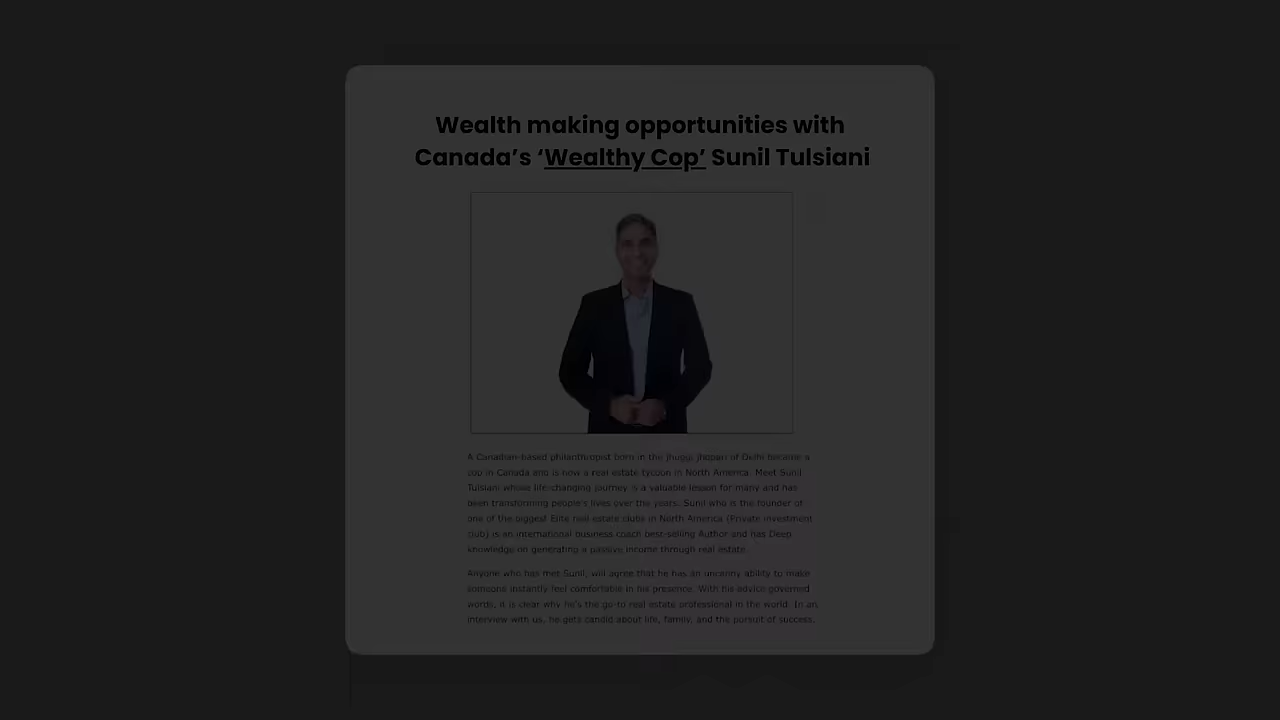 Wealth making opportunities with
Canada's 'Wealthy Cop' Sunil Tulsiani
A Canadian-based philanthropist born in the jhuggi jhopari of Delhi became a
cop in Canada and is now a real estate tycoon in North America. Meet Sunil
Tulsiani whose life-changing journey is a valuable lesson for many and has
been transforming people's lives over the years. Sunil who is the founder of
one of the biggest Elite real estate clubs in North America (Private investment
club) is an international business coach best-selling Author and has Deep
knowledge on generating a passive income through real estate.
Anyone who has met Sunil, will agree that he has an uncanny ability to make
someone instantly feel comfortable in his presence. With his advice governed
words, it is clear why he's the go-to real estate professional in the world. In an
interview with us, he gets candid about life, family, and the pursuit of success.